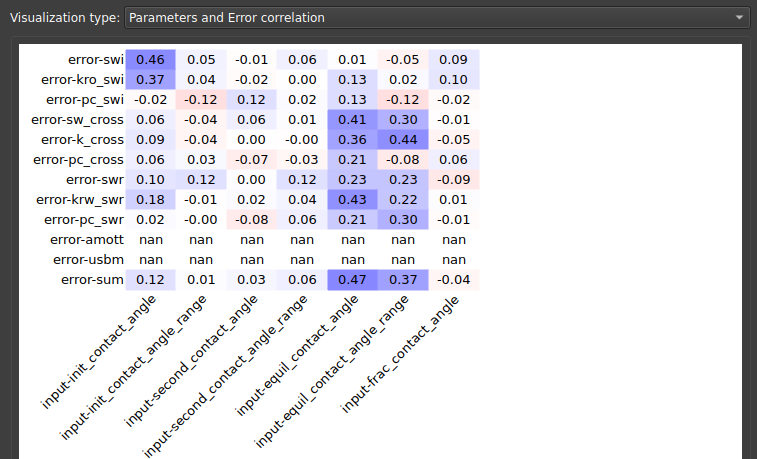 Visualization type: Parameters and Error correlation
error-swi 0.46 0.05 -0.01 0.06 0.01 -0.05 0.09
error-kro_swi 0.37 0.04 -0.02 0.00 0.13 0.02 0.10
error-pc_swi -0.02 -0.12 0.12 0.02 0.13 -0.12 -0.02
error-sw_cross 0.06 -0.04 0.06 0.01 0.41 0.30 -0.01
error-k_cross 0.09 -0.04 0.00 -0.00 0.36 0.44 -0.05
error-pc_cross 0.06 0.03 -0.07 -0.03 0.21 -0.08 0.06
error-swr 0.10 0.12 0.00 0.12 0.23 0.23 -0.09
error-krw_swr 0.18 -0.01 0.02 0.04 0.43 0.22 0.01
error-pc_swr 0.02 -0.00 -0.08 0.06 0.21 0.30 -0.01
error-amott nan nan nan nan nan nan nan
error-usbm nan nan nan nan nan nan nan
error-sum 0.12 0.01 0.03 0.06 0.47 0.37 -0.04
input-init_contact_angle
input-init_contact_angle_range
input-second_contact_angle
input-second_contact_angle_range
input-equil_contact_angle
input-equil_contact_angle_range
input-frac_contact_angle